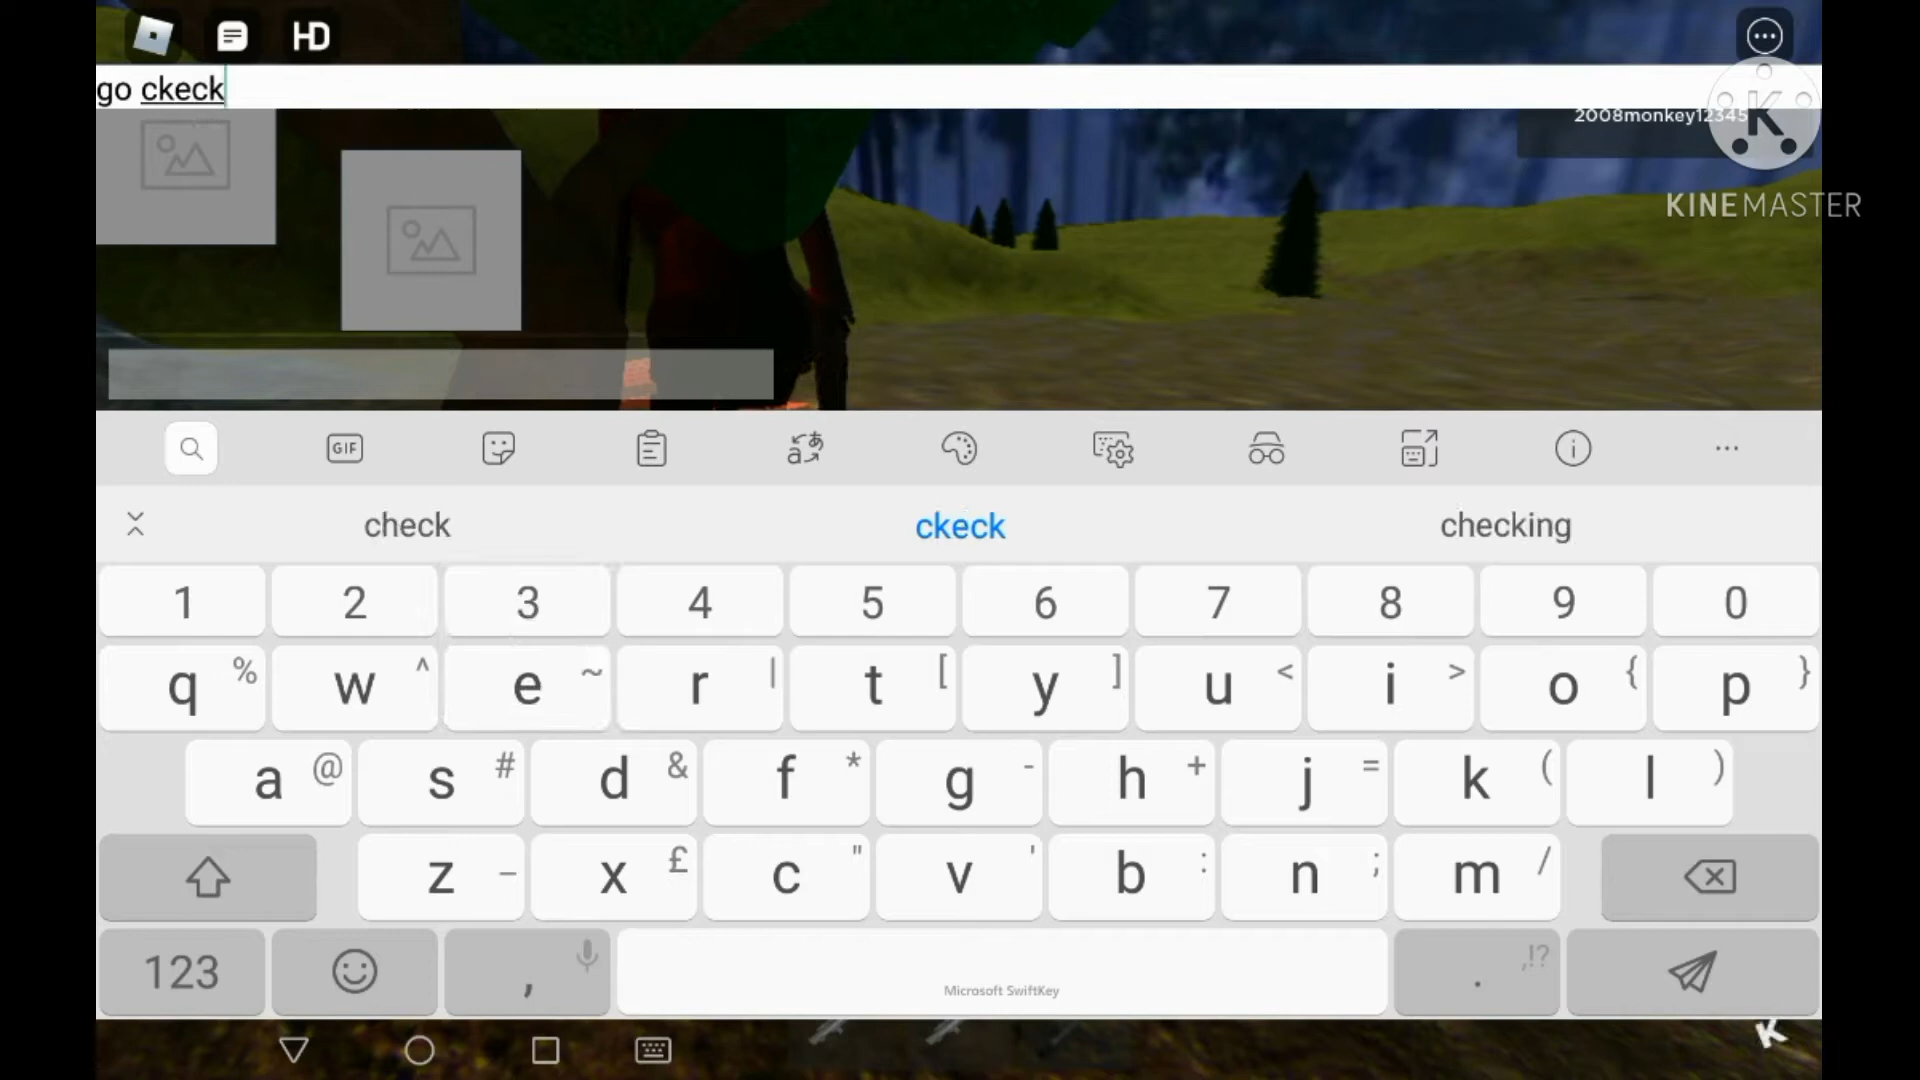 HD
go ckeck
2008monkey12345
K
KINEMASTER
GIF
check ckeck checking
1 2 3 4 5 6 7 8 9 0
q % w ^ e ~ r | t [ y ] u < i > o { p }
a @ s # d & f * g - h + j = k ( l )
z – x £ c " v ' b : n ; m /
123 , Microsoft SwiftKey . ,!?
K